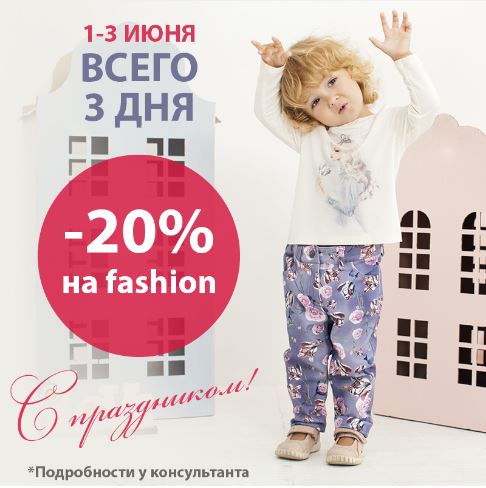 1-3 ИЮНЯ
ВСЕГО
3 ДНЯ
-20%
на fashion
С праздником!
*Подробности у консультанта